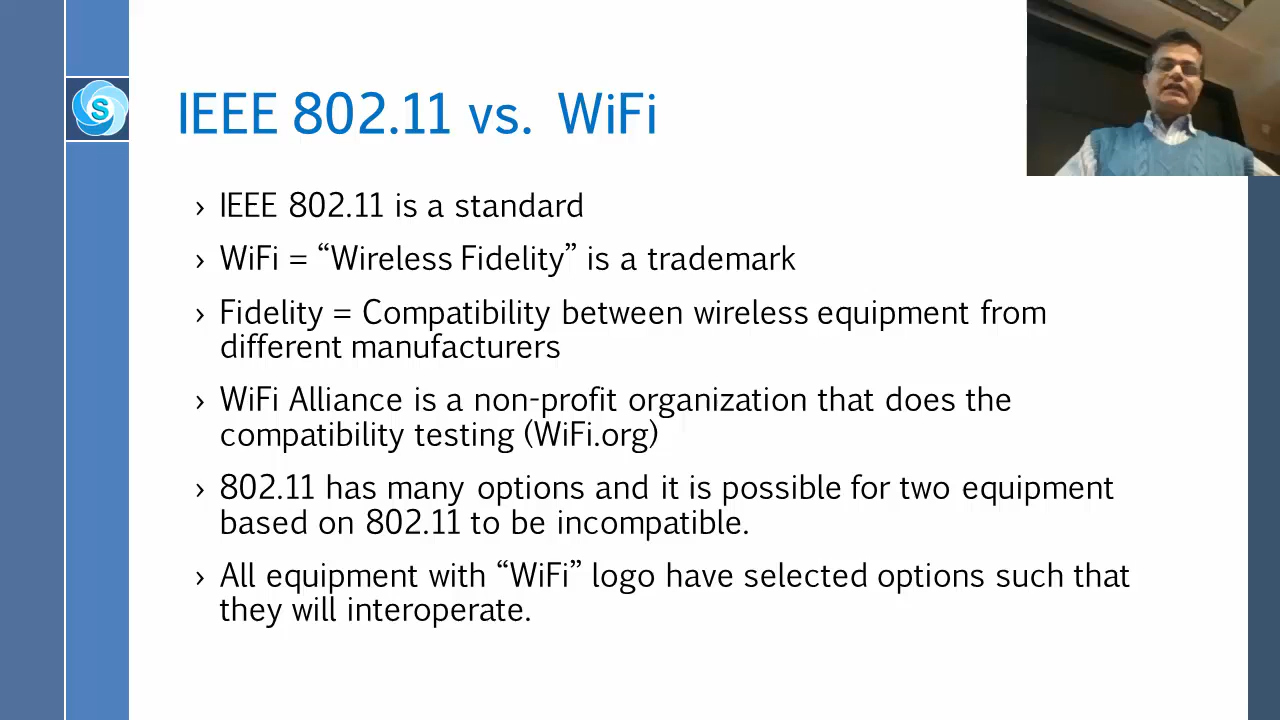 S
IEEE 802.11 vs. WiFi
› IEEE 802.11 is a standard
› WiFi = “Wireless Fidelity” is a trademark
› Fidelity = Compatibility between wireless equipment from
different manufacturers
› WiFi Alliance is a non-profit organization that does the
compatibility testing (WiFi.org)
› 802.11 has many options and it is possible for two equipment
based on 802.11 to be incompatible.
› All equipment with “WiFi” logo have selected options such that
they will interoperate.